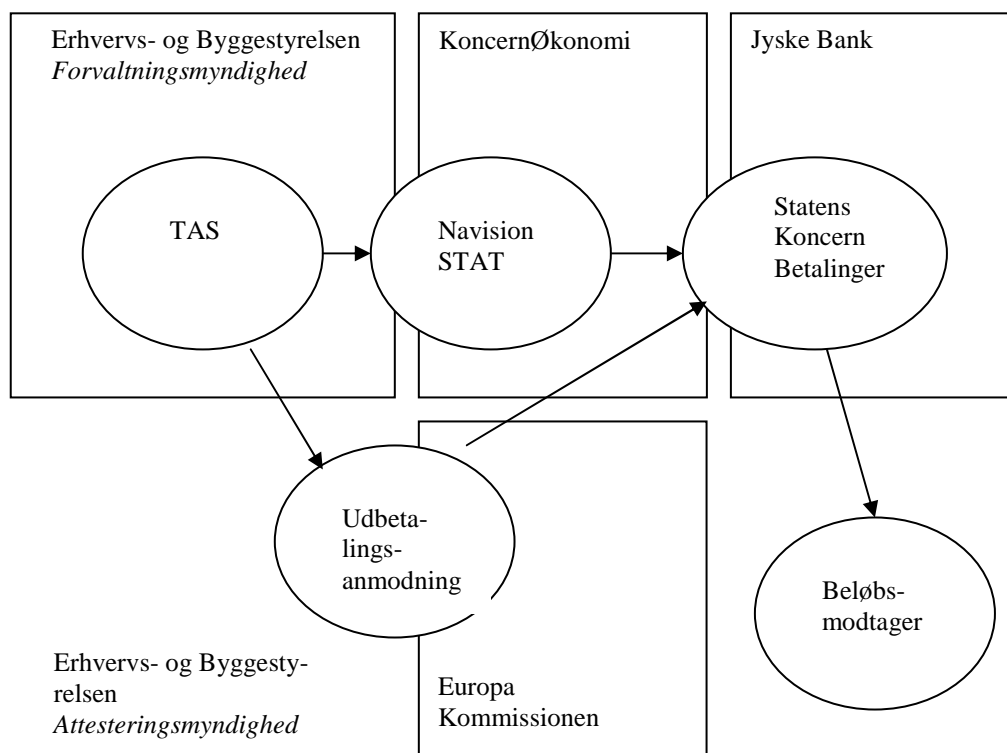 Erhvervs- og Byggestyrelsen
Forvaltningsmyndighed
KoncernØkonomi
Jyske Bank
TAS
Navision
STAT
Statens
Koncern
Betalinger
Udbeta-
lings-
anmodning
Beløbs-
modtager
Erhvervs- og Byggesty-
relsen
Attesteringsmyndighed
Europa
Kommissionen